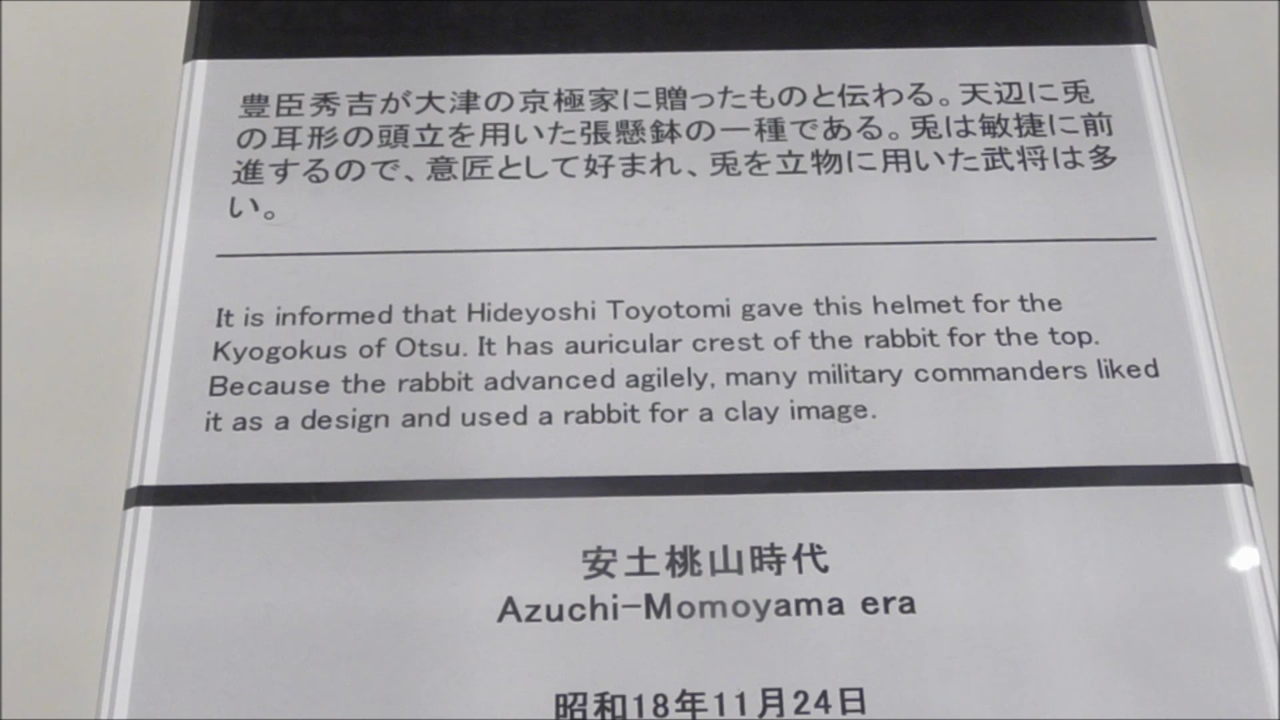 豊臣秀吉が大津の京極家に贈ったものと伝わる。天辺に兎
の耳形の頭立を用いた張懸鉢の一種である。兎は敏捷に前
進するので、意匠として好まれ、兎を立物に用いた武将は多
い。
It is informed that Hideyoshi Toyotomi gave this helmet for the
Kyogokus of Otsu. It has auricular crest of the rabbit for the top.
Because the rabbit advanced agilely, many military commanders liked
it as a design and used a rabbit for a clay image.
安土桃山時代
Azuchi-Momoyama era
昭和18年11月24日